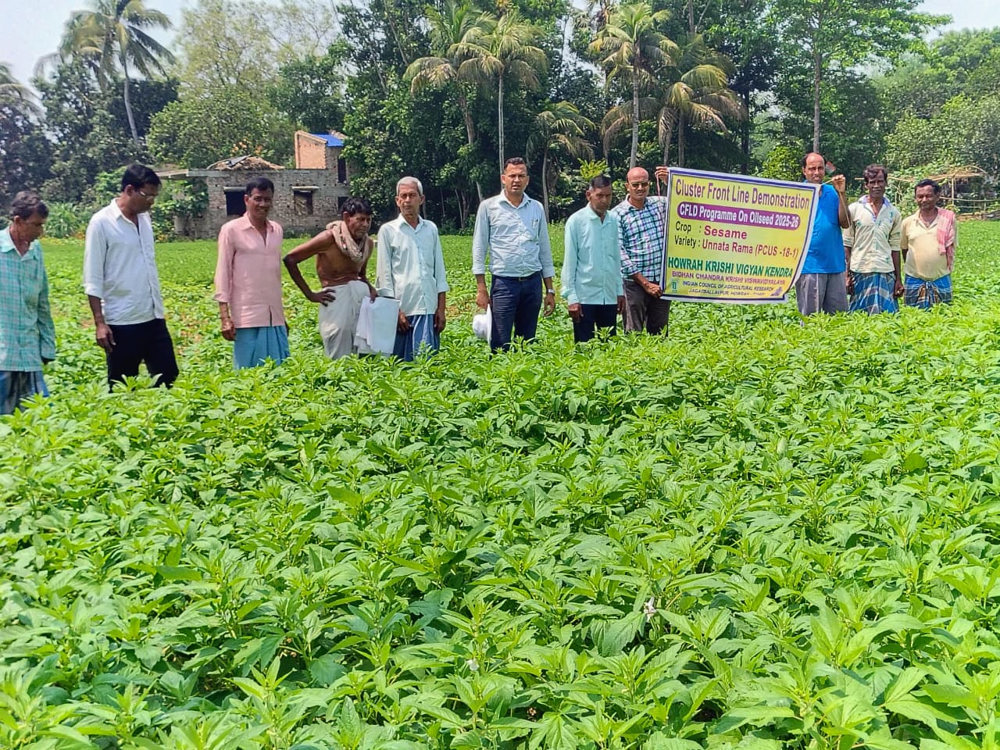 Cluster Front Line Demonstration
CFLD Programme On Oilseed 2025-26
Crop : Sesame
Variety : Unnata Rama (PCUS -18-1)
HOWRAH KRISHI VIGYAN KENDRA
BIDHAN CHANDRA KRISHI VISWAVIDYALAYA
INDIAN COUNCIL OF AGRICULTURAL RESEARCH
JAGATBALLAVPUR, HOWRAH